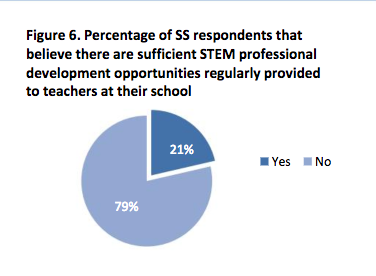 Figure 6. Percentage of SS respondents that
believe there are sufficient STEM professional
development opportunities regularly provided
to teachers at their school
21%
Yes No
79%